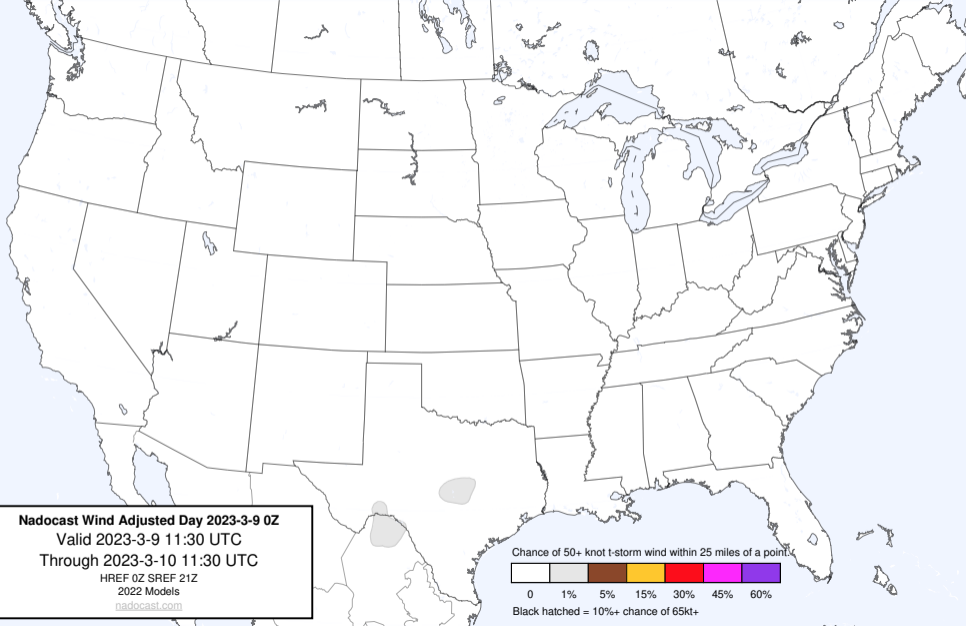 Nadocast Wind Adjusted Day 2023-3-9 0Z
Valid 2023-3-9 11:30 UTC
Through 2023-3-10 11:30 UTC
HREF 0Z SREF 21Z
2022 Models
nadocast.com
Chance of 50+ knot t-storm wind within 25 miles of a point.
0 1% 5% 15% 30% 45% 60%
Black hatched = 10%+ chance of 65kt+